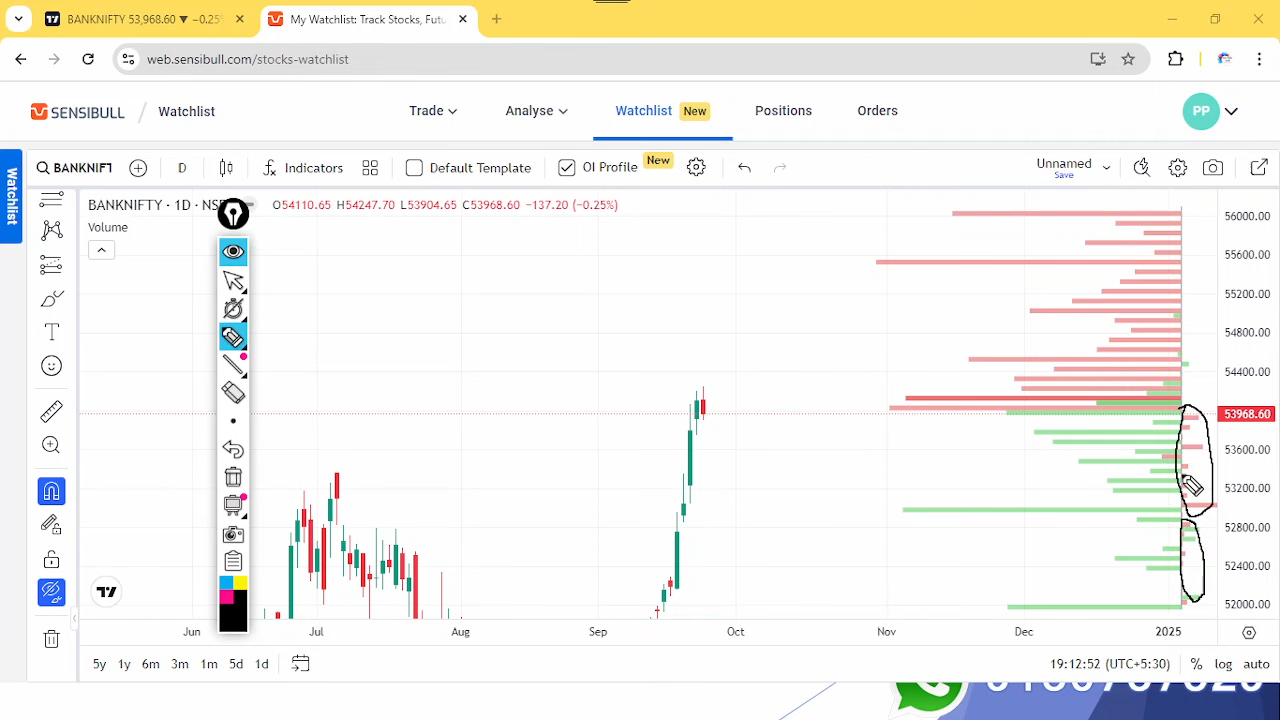 BANKNIFTY 53,968.60 ▼ −0.25%
My Watchlist: Track Stocks, Futu
web.sensibull.com/stocks-watchlist
SENSIBULL / Watchlist
Trade
Analyse
Watchlist New
Positions
Orders
PP
Watchlist
BANKNIFT
D
Indicators
Default Template
OI Profile New
Unnamed
Save
BANKNIFTY · 1D · NSE
O54110.65 H54247.70 L53904.65 C53968.60 −137.20 (−0.25%)
Volume
56000.00
55600.00
55200.00
54800.00
54400.00
53968.60
53600.00
53200.00
52800.00
52400.00
52000.00
Jun Jul Aug Sep Oct Nov Dec 2025
5y 1y 6m 3m 1m 5d 1d
19:12:52 (UTC+5:30) % log auto